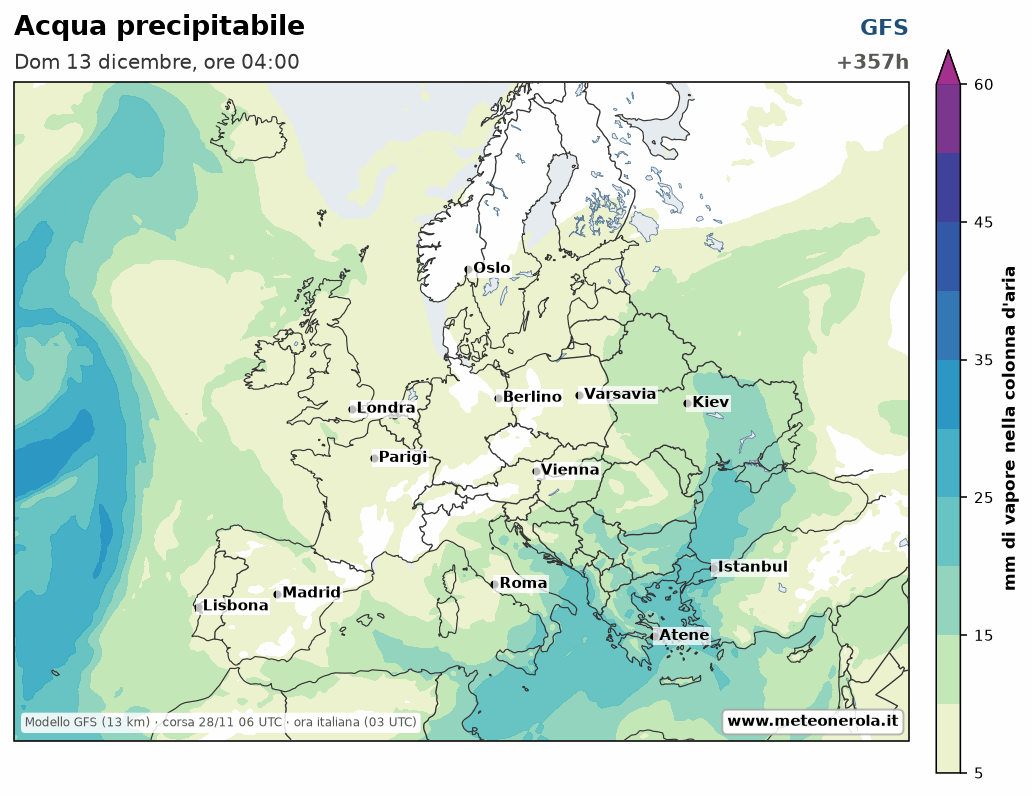 Acqua precipitabile
GFS
Dom 13 dicembre, ore 04:00
+357h
60
45
35
25
15
5
mm di vapore nella colonna d'aria
Oslo
Londra
Berlino
Varsavia
Kiev
Parigi
Vienna
Istanbul
Roma
Madrid
Lisbona
Atene
Modello GFS (13 km) · corsa 28/11 06 UTC · ora italiana (03 UTC)
www.meteonerola.it